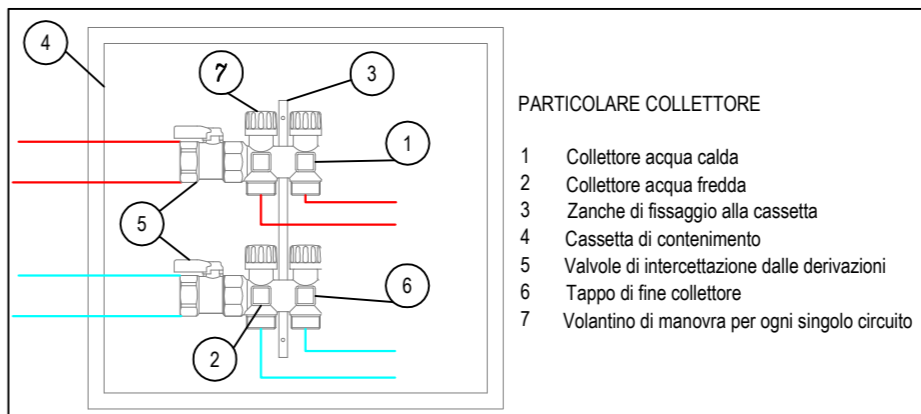 4
7
3
1
5
6
2
PARTICOLARE COLLETTORE
1 Collettore acqua calda
2 Collettore acqua fredda
3 Zanche di fissaggio alla cassetta
4 Cassetta di contenimento
5 Valvole di intercettazione dalle derivazioni
6 Tappo di fine collettore
7 Volantino di manovra per ogni singolo circuito